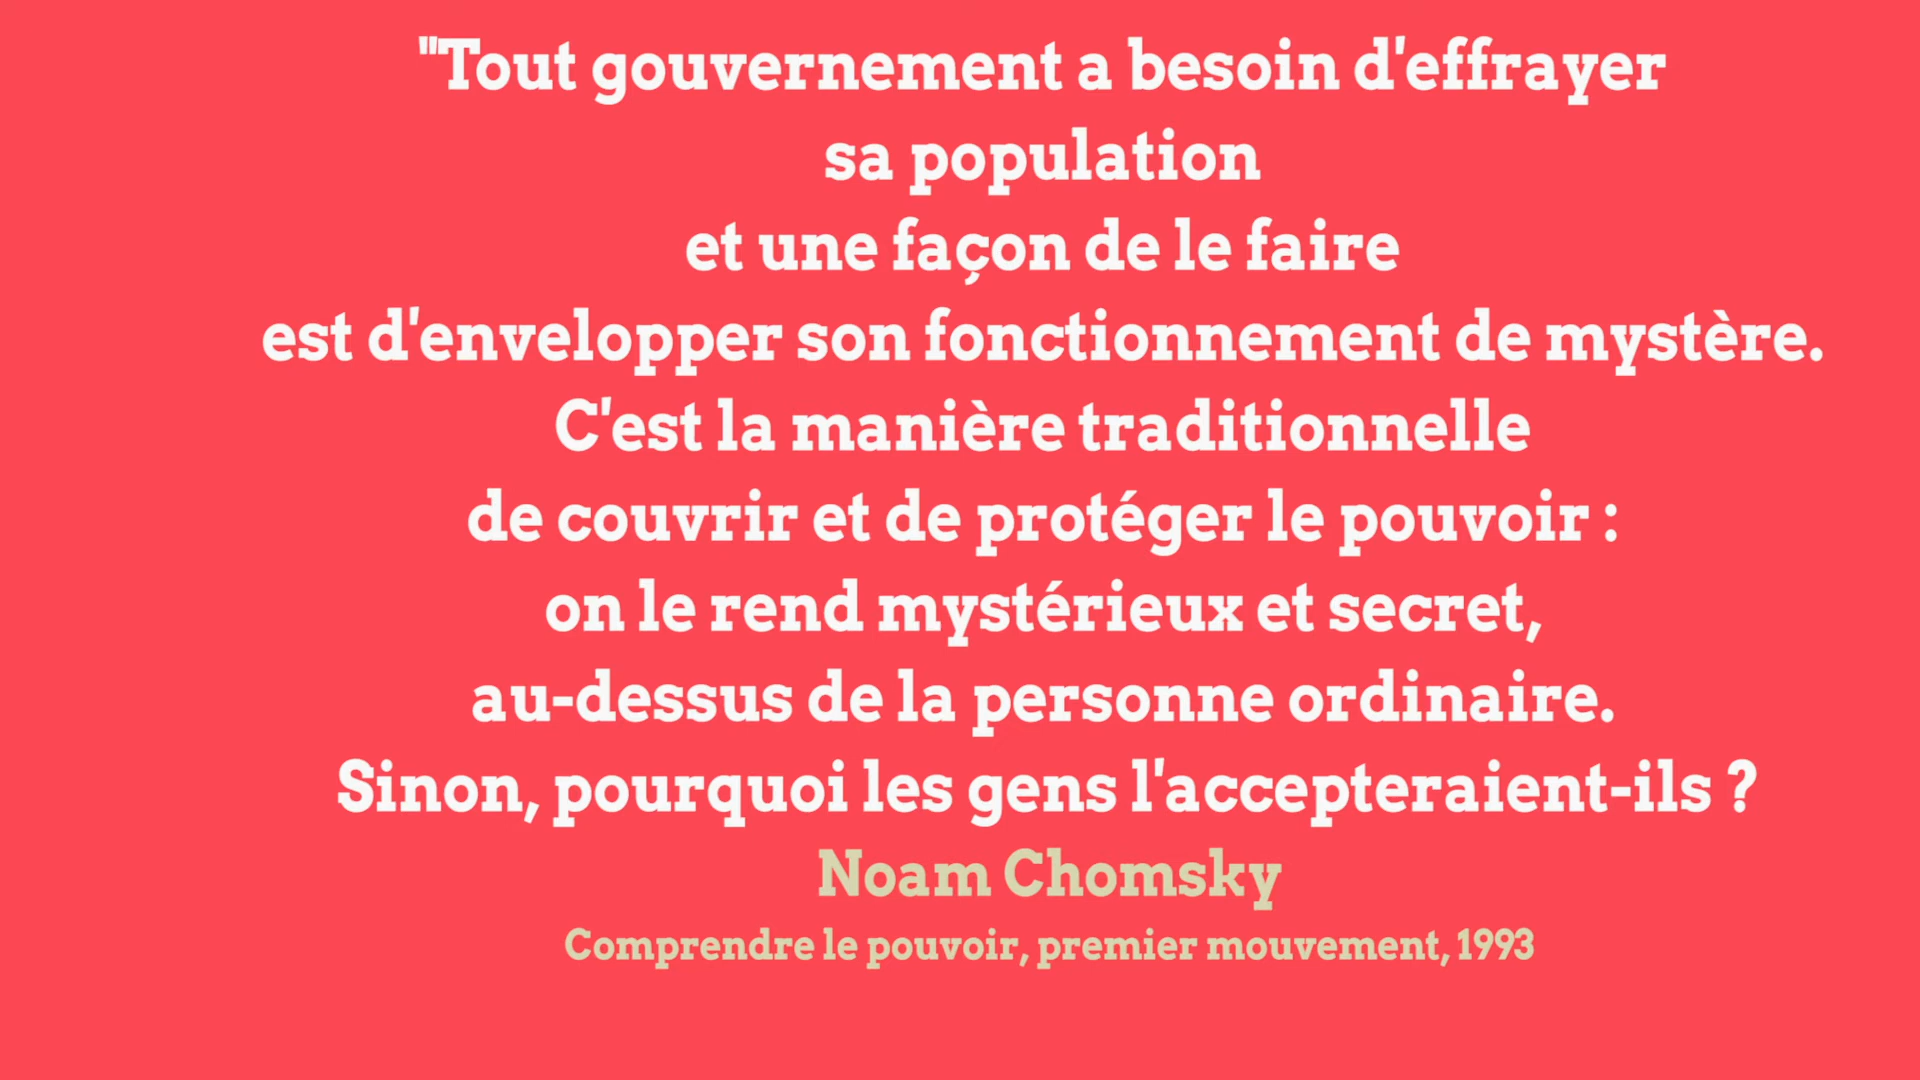 "Tout gouvernement a besoin d'effrayer
sa population
et une façon de le faire
est d'envelopper son fonctionnement de mystère.
C'est la manière traditionnelle
de couvrir et de protéger le pouvoir :
on le rend mystérieux et secret,
au-dessus de la personne ordinaire.
Sinon, pourquoi les gens l'accepteraient-ils ?
Noam Chomsky
Comprendre le pouvoir, premier mouvement, 1993